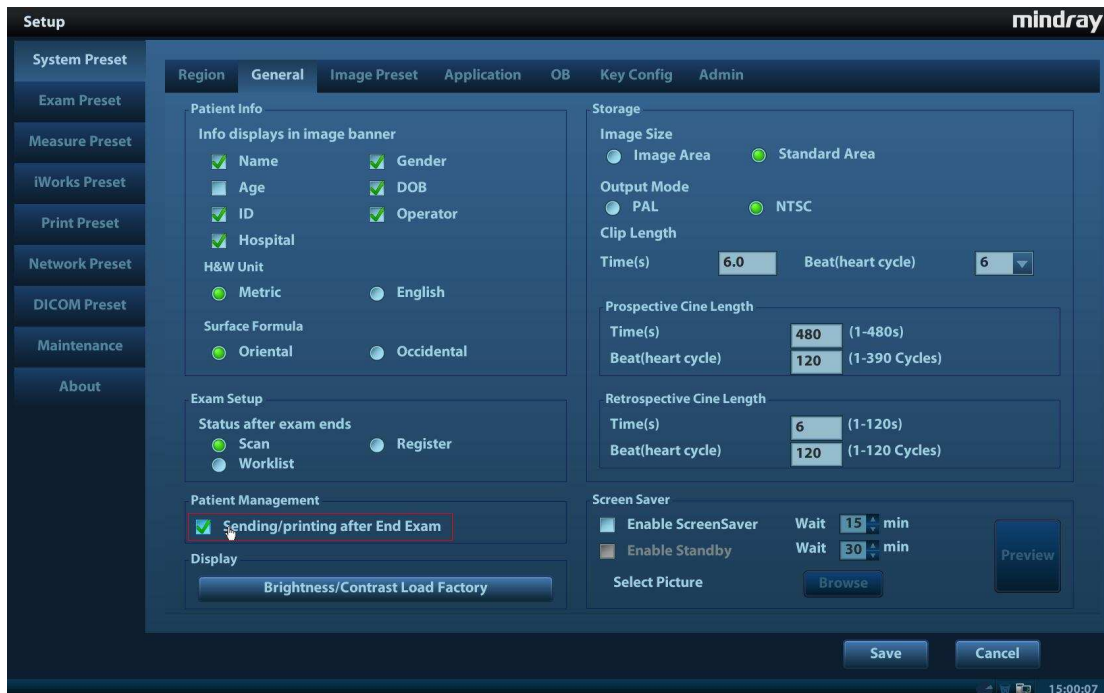 Setup
mindray
System Preset
Exam Preset
Measure Preset
iWorks Preset
Print Preset
Network Preset
DICOM Preset
Maintenance
About
Region General Image Preset Application OB Key Config Admin
Patient Info
Info displays in image banner
Name Gender
Age DOB
ID Operator
Hospital
H&W Unit
Metric English
Surface Formula
Oriental Occidental
Exam Setup
Status after exam ends
Scan Register
Worklist
Patient Management
Sending/printing after End Exam
Display
Brightness/Contrast Load Factory
Storage
Image Size
Image Area Standard Area
Output Mode
PAL NTSC
Clip Length
Time(s) 6.0 Beat(heart cycle) 6
Prospective Cine Length
Time(s) 480 (1-480s)
Beat(heart cycle) 120 (1-390 Cycles)
Retrospective Cine Length
Time(s) 6 (1-120s)
Beat(heart cycle) 120 (1-120 Cycles)
Screen Saver
Enable ScreenSaver Wait 15 min
Enable Standby Wait 30 min
Select Picture Browse
Preview
Save Cancel
15:00:07